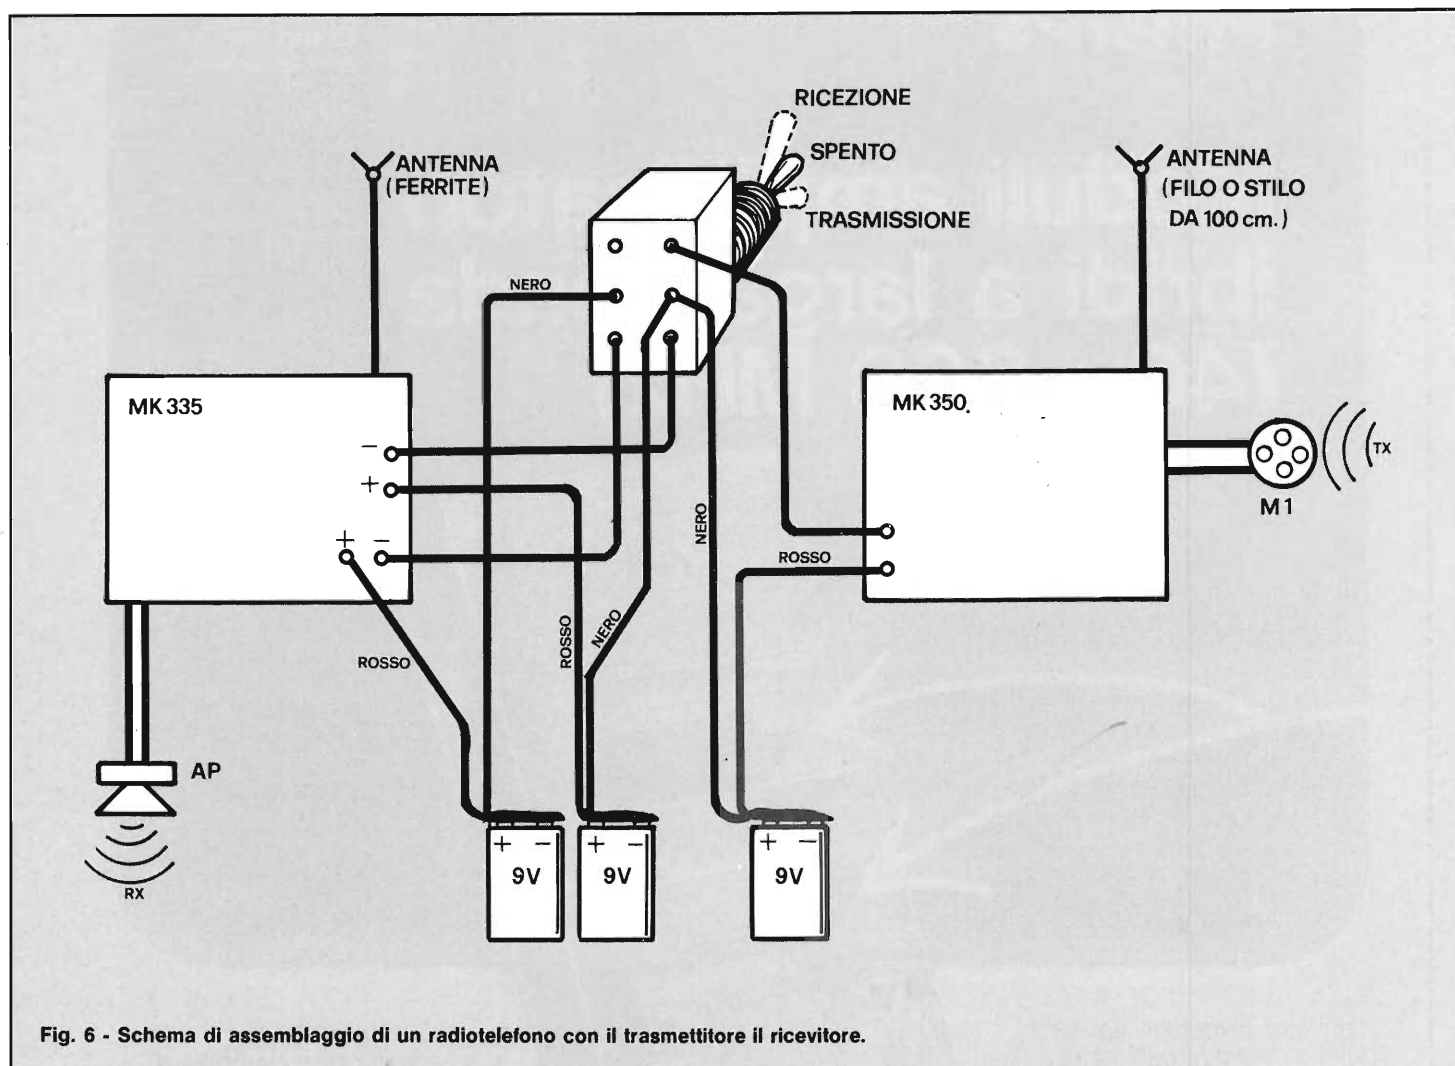 RICEZIONE
SPENTO
TRASMISSIONE
ANTENNA
(FERRITE)
ANTENNA
(FILO O STILO
DA 100 cm.)
NERO
MK 335
-
+
+
-
MK 350.
TX
M 1
NERO
ROSSO
ROSSO
ROSSO
NERO
AP
RX
+ -
9V
+ -
9V
+ -
9V
Fig. 6 - Schema di assemblaggio di un radiotelefono con il trasmettitore il ricevitore.